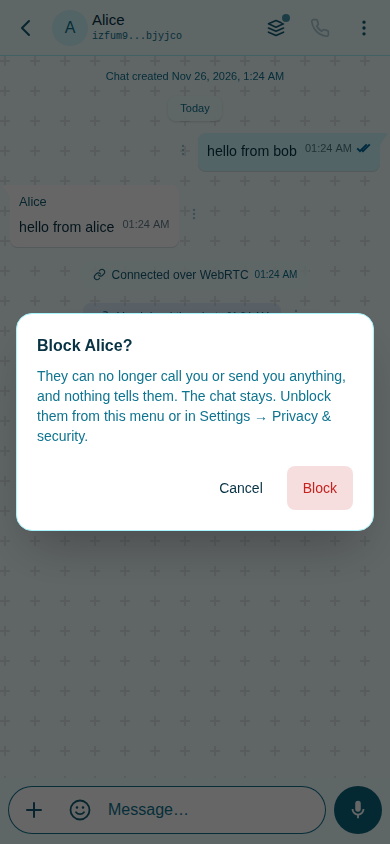 A
Alice
izfum9...bjyjco
Chat created Nov 26, 2026, 1:24 AM
Today
hello from bob 01:24 AM
Alice
hello from alice 01:24 AM
Connected over WebRTC 01:24 AM
Block Alice?
They can no longer call you or send you anything,
and nothing tells them. The chat stays. Unblock
them from this menu or in Settings → Privacy &
security.
Cancel
Block
Message…